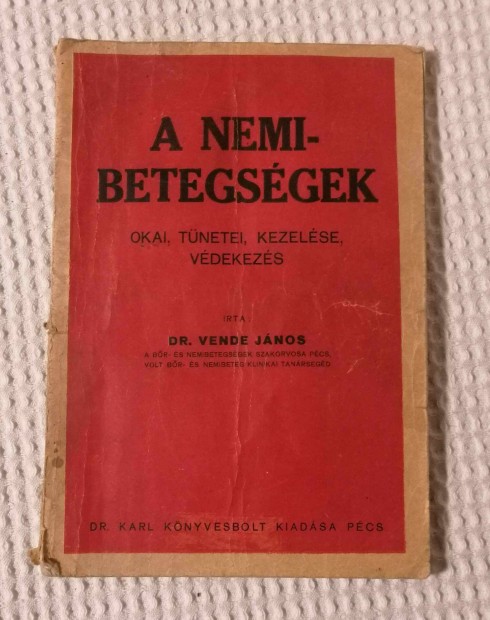 A NEMI-
BETEGSÉGEK
OKAI, TÜNETEI, KEZELÉSE,
VÉDEKEZÉS
IRTA:
DR. VENDE JÁNOS
A BŐR- ÉS NEMIBETEGSÉGEK SZAKORVOSA PÉCS,
VOLT BŐR- ÉS NEMIBETEG-KLINIKAI TANÁRSEGÉD
DR. KARL KÖNYVESBOLT KIADÁSA PÉCS